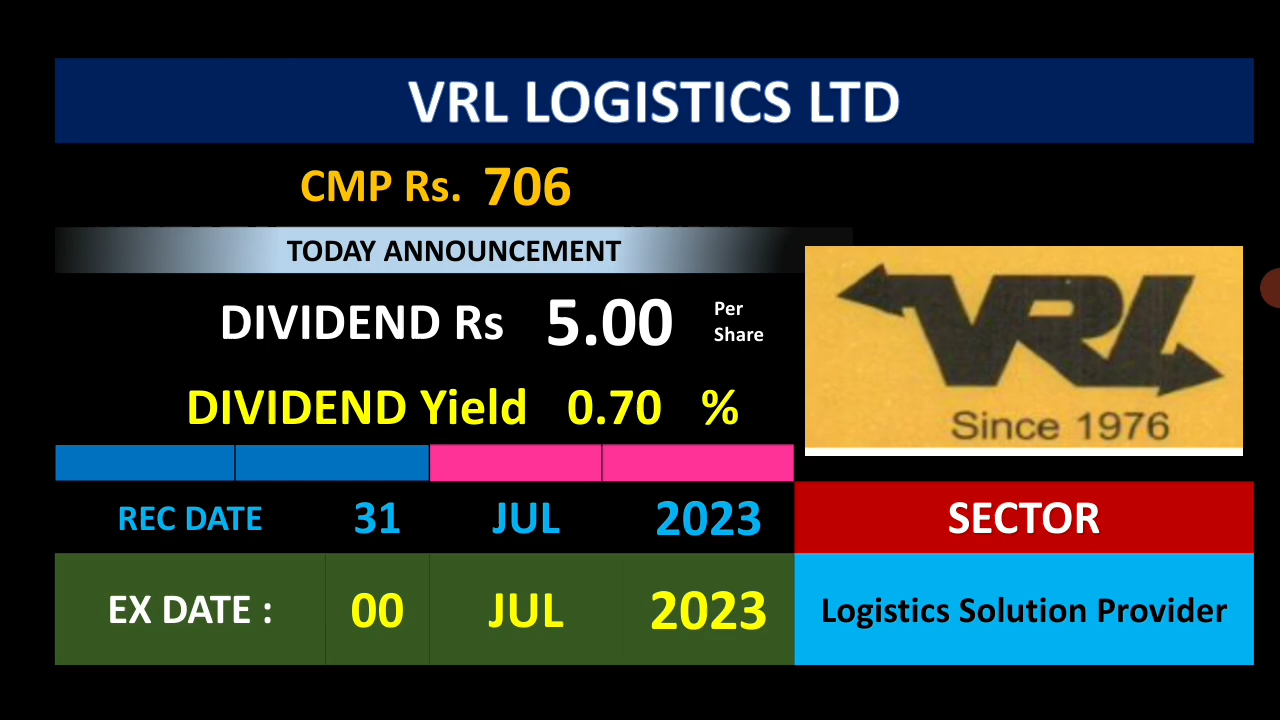 VRL LOGISTICS LTD
CMP Rs. 706
TODAY ANNOUNCEMENT
DIVIDEND Rs 5.00 Per Share
DIVIDEND Yield 0.70 %
VRL
Since 1976
REC DATE 31 JUL 2023
SECTOR
EX DATE : 00 JUL 2023
Logistics Solution Provider